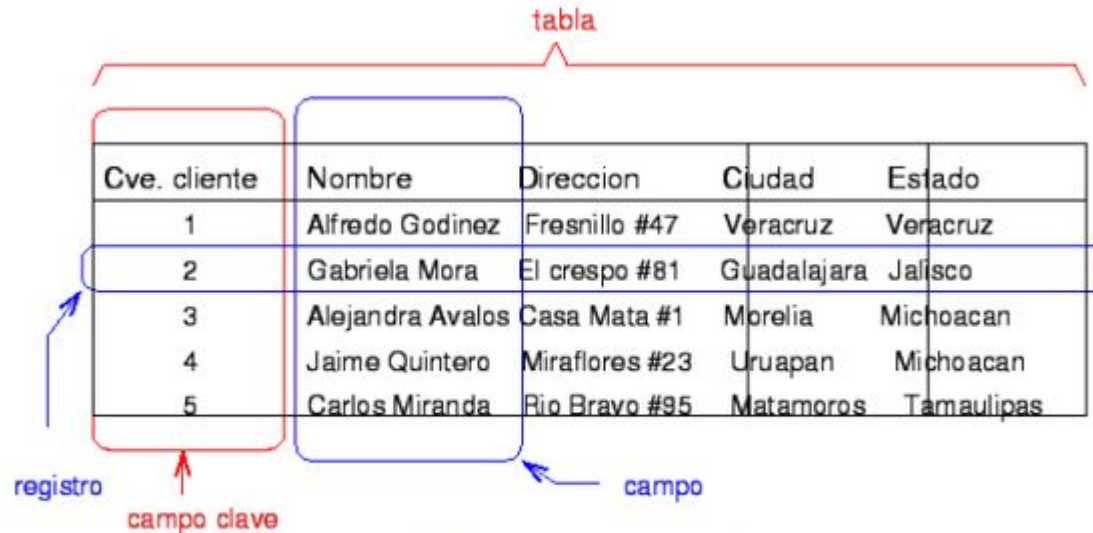 tabla
Cve. cliente Nombre Direccion Ciudad Estado
1 Alfredo Godinez Fresnillo #47 Veracruz Veracruz
2 Gabriela Mora El crespo #81 Guadalajara Jalisco
3 Alejandra Avalos Casa Mata #1 Morelia Michoacan
4 Jaime Quintero Miraflores #23 Uruapan Michoacan
5 Carlos Miranda Rio Bravo #95 Matamoros Tamaulipas
registro
campo
campo clave